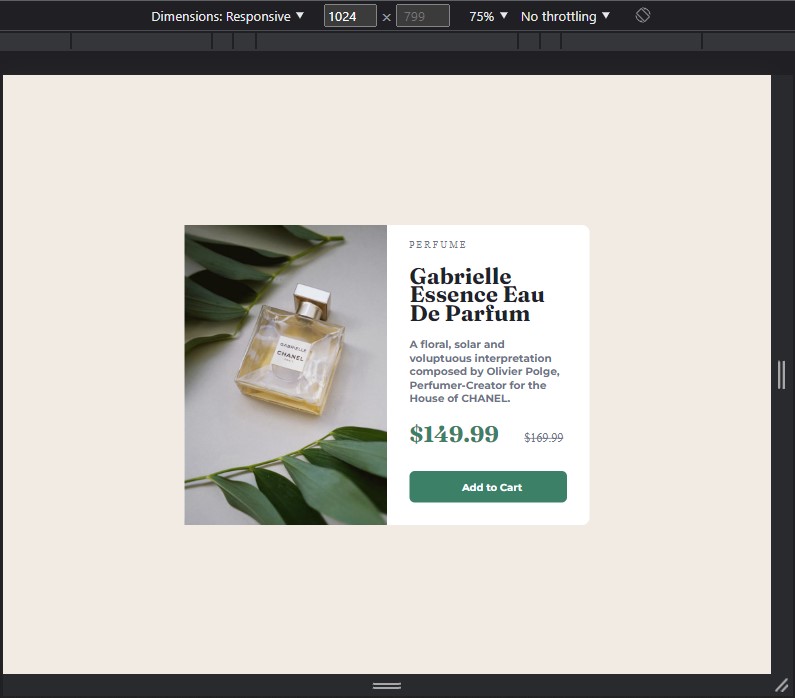 Dimensions: Responsive ▼ 1024 × 799 75% ▼ No throttling ▼
PERFUME
Gabrielle
Essence Eau
De Parfum
GABRIELLE
CHANEL
PARIS
A floral, solar and
voluptuous interpretation
composed by Olivier Polge,
Perfumer-Creator for the
House of CHANEL.
$149.99 $169.99
Add to Cart